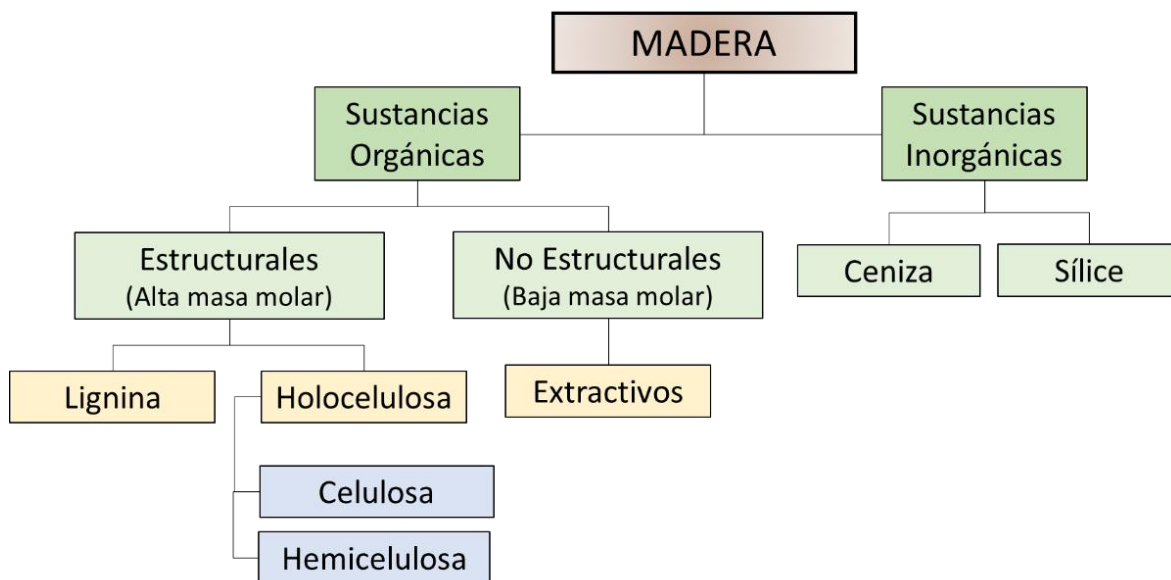 MADERA
Sustancias
Orgánicas
Sustancias
Inorgánicas
Estructurales
(Alta masa molar)
No Estructurales
(Baja masa molar)
Ceniza
Sílice
Lignina
Holocelulosa
Extractivos
Celulosa
Hemicelulosa